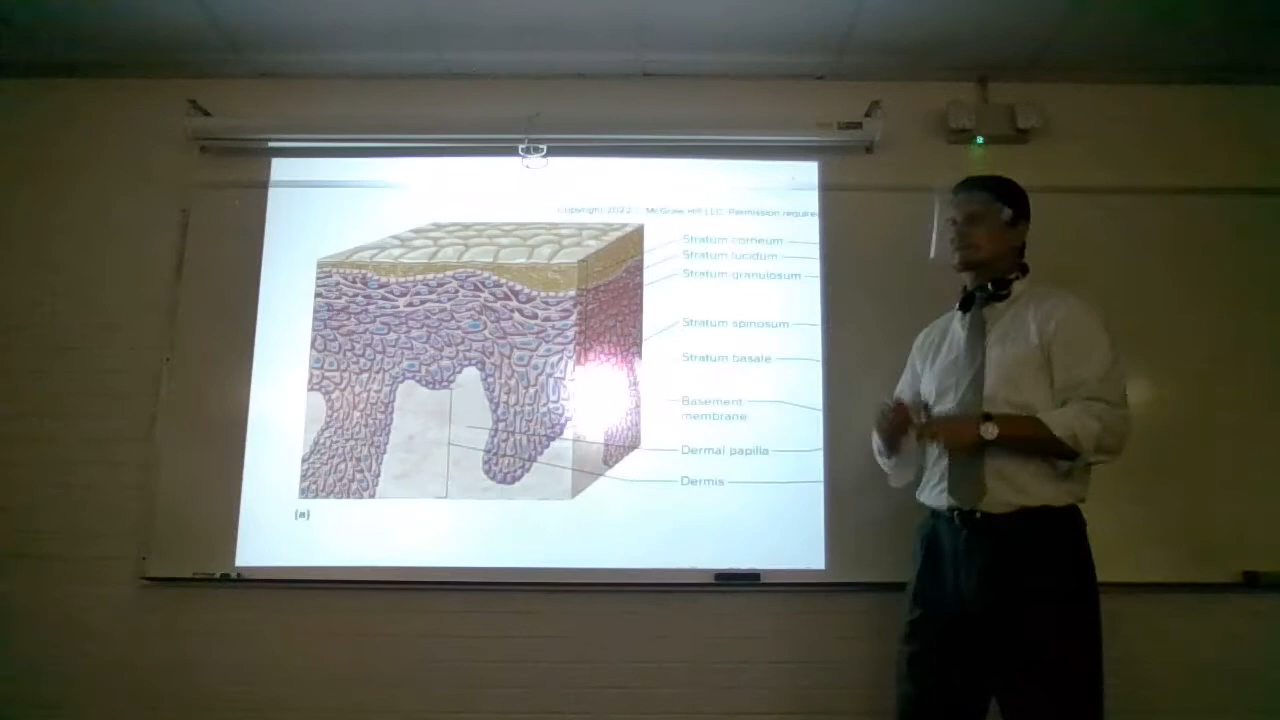 Copyright 2022 © McGraw Hill LLC. Permission require
Stratum corneum
Stratum lucidum
Stratum granulosum
Stratum spinosum
Stratum basale
Basement
membrane
Dermal papilla
Dermis
(a)